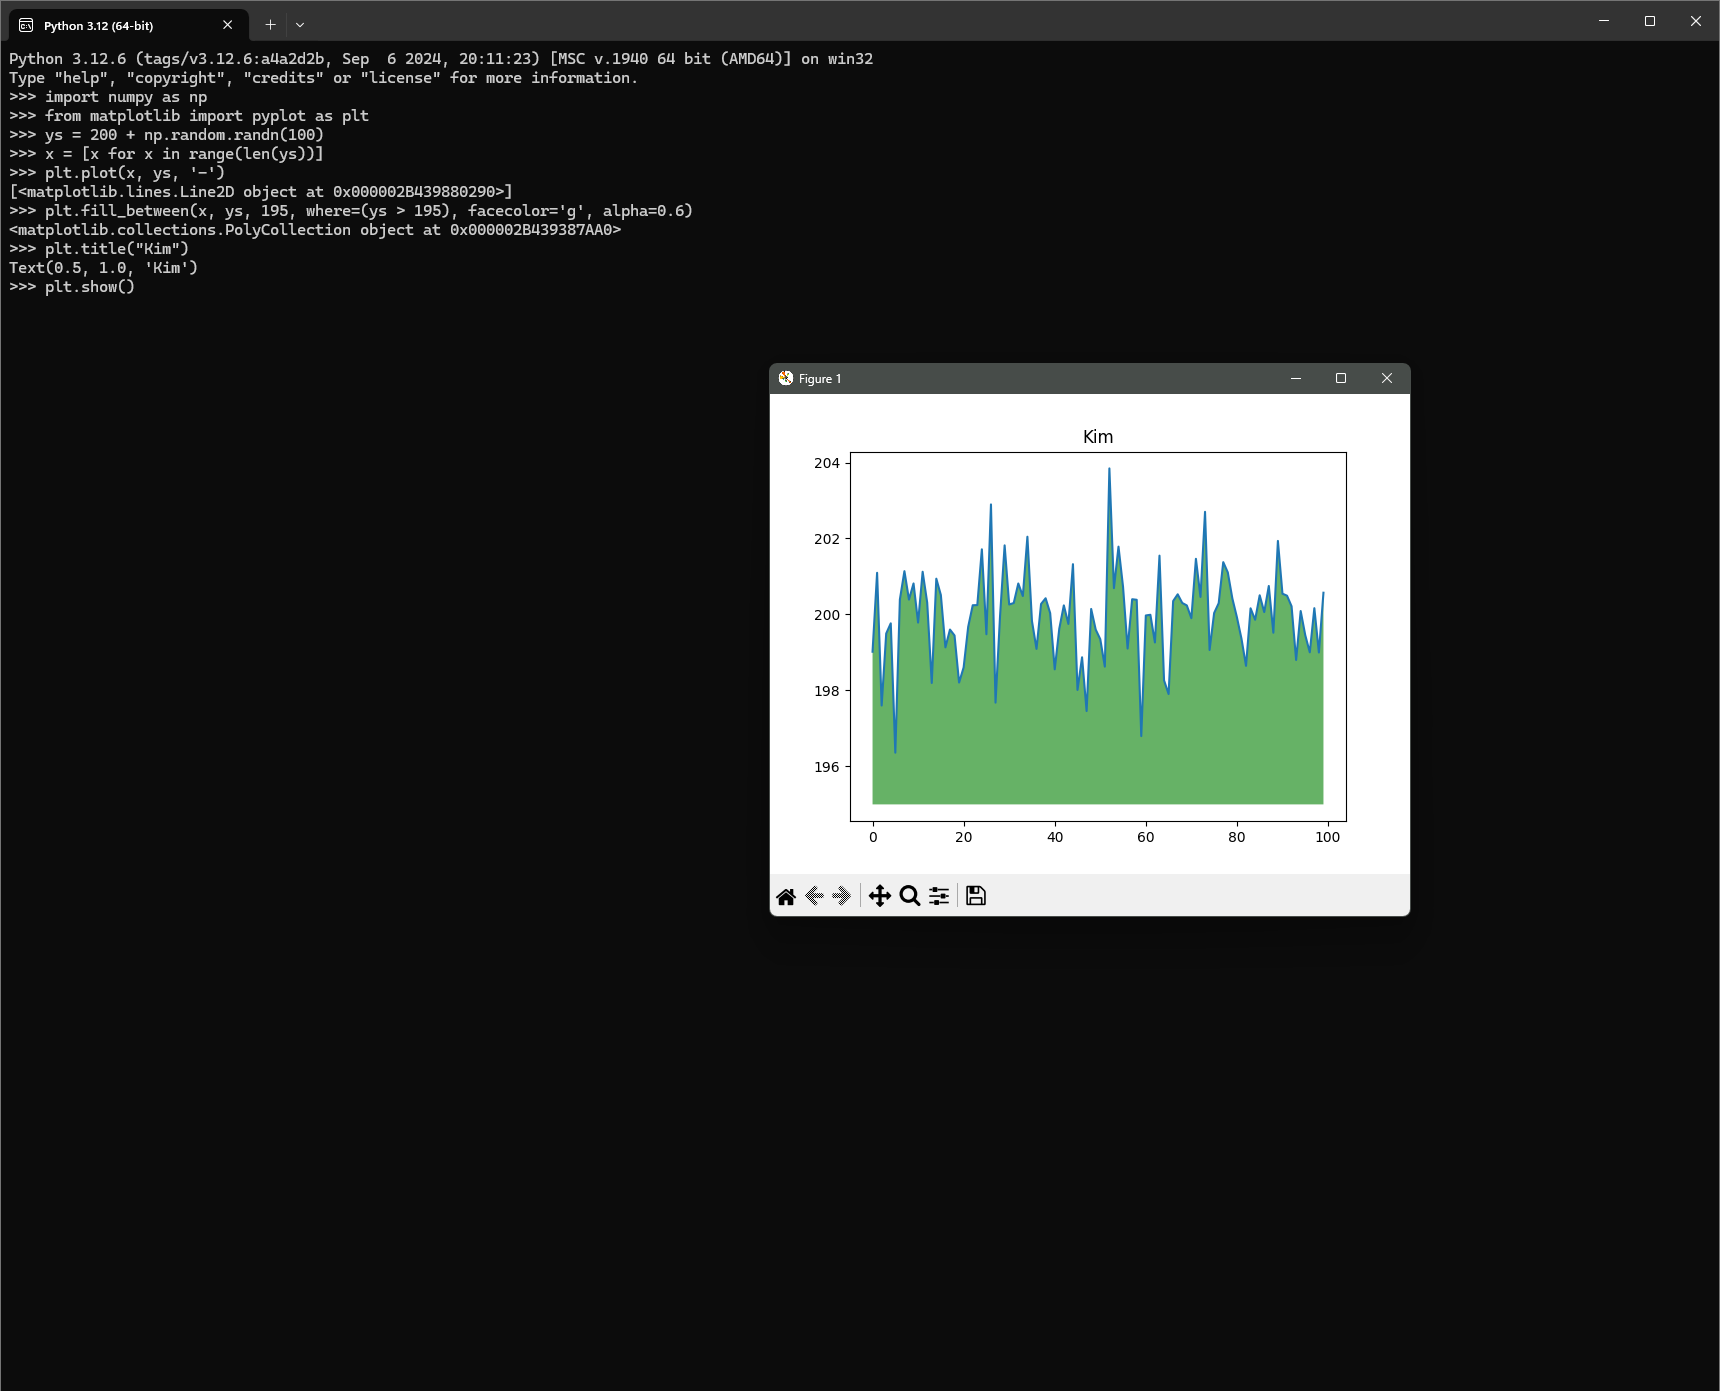 Python 3.12 (64-bit)
Python 3.12.6 (tags/v3.12.6:a4a2d2b, Sep  6 2024, 20:11:23) [MSC v.1940 64 bit (AMD64)] on win32
Type "help", "copyright", "credits" or "license" for more information.
>>> import numpy as np
>>> from matplotlib import pyplot as plt
>>> ys = 200 + np.random.randn(100)
>>> x = [x for x in range(len(ys))]
>>> plt.plot(x, ys, '-')
[<matplotlib.lines.Line2D object at 0x000002B439880290>]
>>> plt.fill_between(x, ys, 195, where=(ys > 195), facecolor='g', alpha=0.6)
<matplotlib.collections.PolyCollection object at 0x000002B439387AA0>
>>> plt.title("Kim")
Text(0.5, 1.0, 'Kim')
>>> plt.show()
Figure 1
Kim
204
202
200
198
196
0 20 40 60 80 100